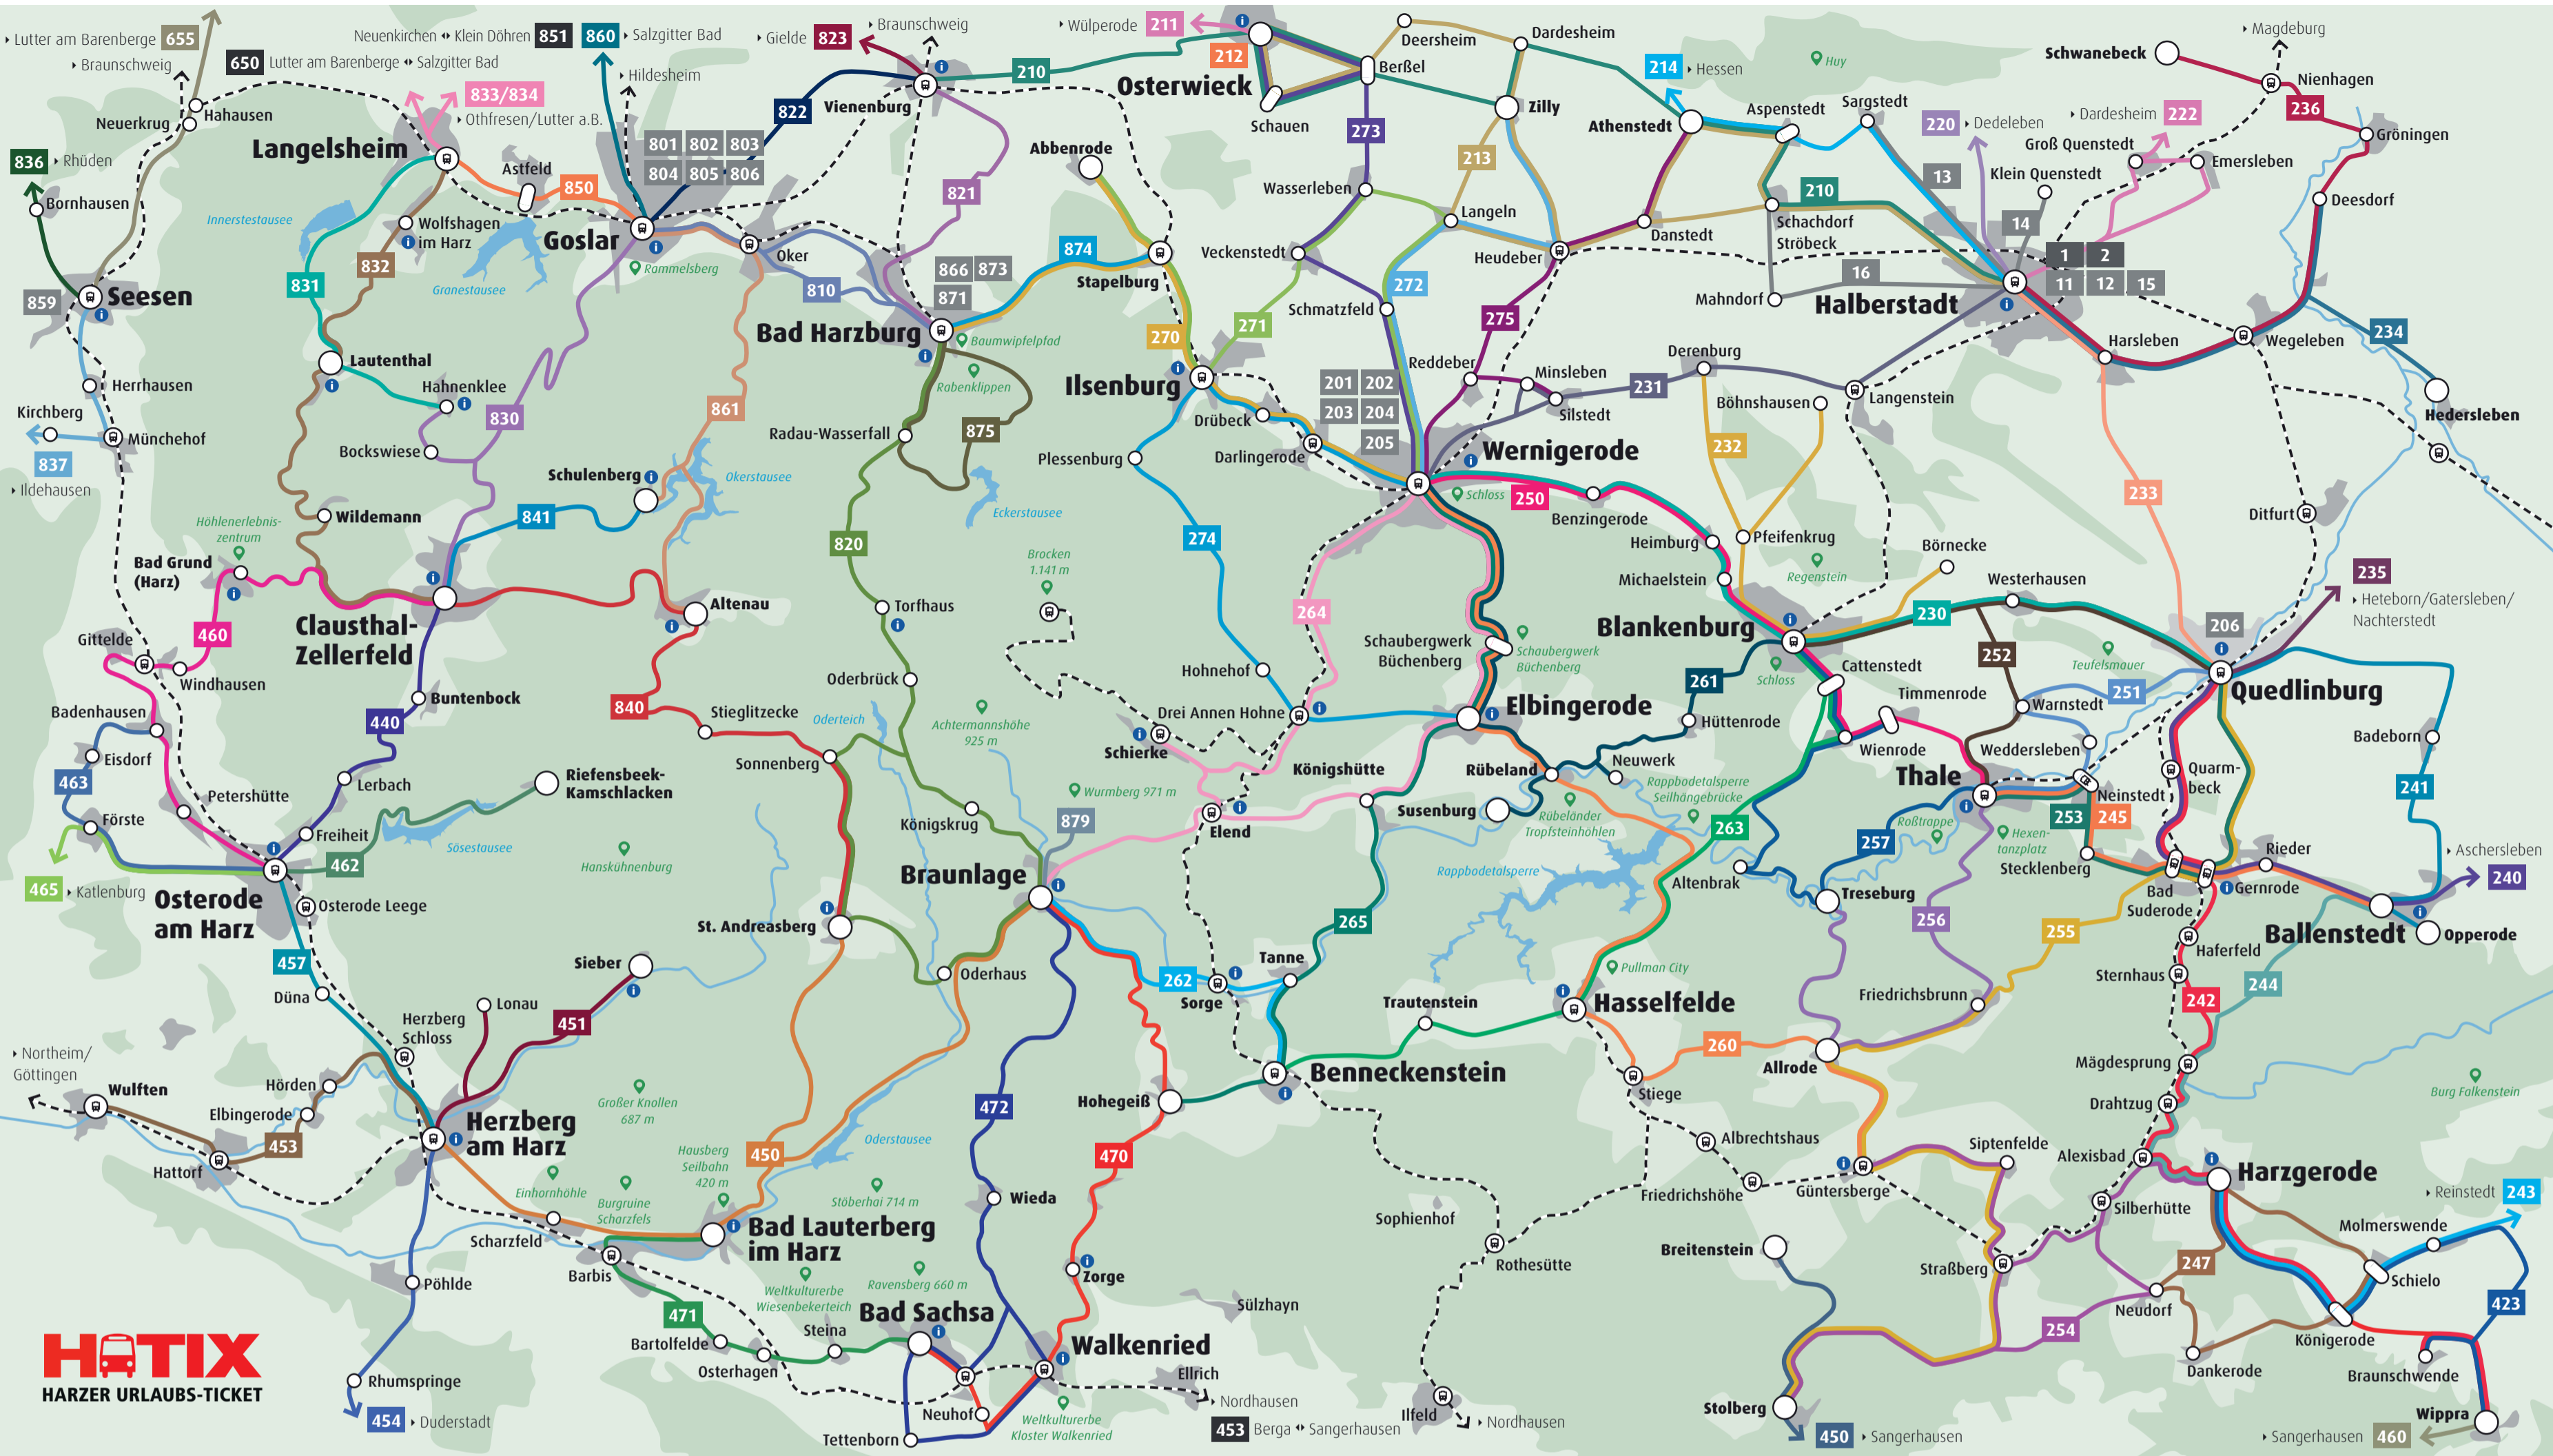 Lutter am Barenberge 655
Braunschweig
Neuenkirchen Klein Döhren 851
860 Salzgitter Bad
650 Lutter am Barenberge Salzgitter Bad
Hildesheim
Gielde 823
Braunschweig
Wülperode 211
212
Osterwieck
210
Deersheim
Dardesheim
Berßel
214 Hessen
Huy
Schwanebeck
Magdeburg
Nienhagen
236
Hahausen
Neuerkrug
833/834
Othfresen/Lutter a.B.
Langelsheim
822
Vienenburg
Schauen
Zilly
Athenstedt
Aspenstedt
Sargstedt
220 Dedeleben
Dardesheim 222
Groß Quenstedt
Emersleben
Gröningen
836 Rhüden
Bornhausen
Astfeld
850
801 802 803
804 805 806
Abbenrode
273
213
13
Klein Quenstedt
14
Deesdorf
Innerstestausee
Wolfshagen
im Harz
832
Goslar
821
Wasserleben
Langeln
210
Schachdorf
Ströbeck
Danstedt
Granestausee
Rammelsberg
Oker
874
Veckenstedt
Heudeber
16
1 2
11 12 15
Seesen
859
831
810
866 873
871
Stapelburg
272
Mahndorf
Halberstadt
Bad Harzburg
Baumwipfelpfad
270
271
Schmatzfeld
275
Harsleben
Wegeleben
234
Lautenthal
Rabenklippen
Reddeber
Derenburg
Herrhausen
Hahnenklee
Ilsenburg
201 202
203 204
205
Minsleben
231
Silstedt
Böhnshausen
Langenstein
Hedersleben
Kirchberg
837
Ildehausen
Münchehof
830
861
Radau-Wasserfall
875
Drübeck
Darlingerode
Wernigerode
232
Bockswiese
Schulenberg
Okerstausee
Plessenburg
Schloss
250
233
Eckerstausee
Benzingerode
Ditfurt
Wildemann
841
Höhlenerlebnis-
zentrum
820
Brocken
1.141 m
274
Heimburg
Pfeifenkrug
Börnecke
Bad Grund
(Harz)
Michaelstein
Regenstein
Westerhausen
235
Heteborn/Gatersleben/
Nachterstedt
Altenau
Torfhaus
264
230
206
460
Clausthal-
Zellerfeld
Schaubergwerk
Büchenberg
Schaubergwerk
Büchenberg
Blankenburg
252
Teufelsmauer
Gittelde
Windhausen
Hohnehof
Cattenstedt
Schloss
261
Timmenrode
251
Quedlinburg
Buntenbock
Oderbrück
840
Stieglitzecke
Oderteich
Achtermannshöhe
925 m
Drei Annen Hohne
Elbingerode
Hüttenrode
Warnstedt
Badenhausen
440
Schierke
Wienrode
Weddersleben
Badeborn
Eisdorf
463
Sonnenberg
Königshütte
Rübeland
Neuwerk
Thale
Quarm-
beck
Lerbach
Riefensbeek-
Kamschlacken
Wurmberg 971 m
Susenburg
Rappbodetalsperre
Seilhängebrücke
Neinstedt
241
Petershütte
Förste
Königskrug
879
Elend
Rübeländer
Tropfsteinhöhlen
263
257
Roßtrappe
Hexen-
tanzplatz
253 245
Freiheit
462
Sösestausee
Hanskühnenburg
Braunlage
Rappbodetalsperre
Altenbrak
Stecklenberg
Rieder
Aschersleben
240
465 Katlenburg
Osterode
am Harz
Osterode Leege
Treseburg
Bad
Suderode
Gernrode
St. Andreasberg
265
256
255
Ballenstedt
Opperode
457
Sieber
Oderhaus
262
Sorge
Tanne
Pullman City
Haferfeld
Sternhaus
244
Düna
Lonau
451
Trautenstein
Hasselfelde
Friedrichsbrunn
242
Herzberg
Schloss
Northeim/
Göttingen
260
Mägdesprung
Wulften
Hörden
Großer Knollen
687 m
472
Hohegeiß
Benneckenstein
Stiege
Allrode
Drahtzug
Burg Falkenstein
Elbingerode
453
Herzberg
am Harz
Hausberg
Seilbahn
420 m
450
Oderstausee
470
Albrechtshaus
Siptenfelde
Alexisbad
Hattorf
Einhornhöhle
Burgruine
Scharzfels
Stöberhai 714 m
Wieda
Friedrichshöhe
Güntersberge
Harzgerode
Reinstedt 243
Scharzfeld
Bad Lauterberg
im Harz
Sophienhof
Silberhütte
Molmerswende
Barbis
Breitenstein
Rothesütte
Straßberg
247
Schielo
Pöhlde
Weltkulturerbe
Wiesenbekerteich
Ravensberg 660 m
Zorge
Sülzhayn
Neudorf
423
471
Bad Sachsa
Steina
Bartolfelde
Osterhagen
Walkenried
254
Königerode
HATIX
HARZER URLAUBS-TICKET
Rhumspringe
Ellrich
Nordhausen
Dankerode
Braunschwende
454 Duderstadt
Neuhof
Tettenborn
Weltkulturerbe
Kloster Walkenried
453 Berga Sangerhausen
Ilfeld
Nordhausen
Stolberg
450 Sangerhausen
Wippra
Sangerhausen 460